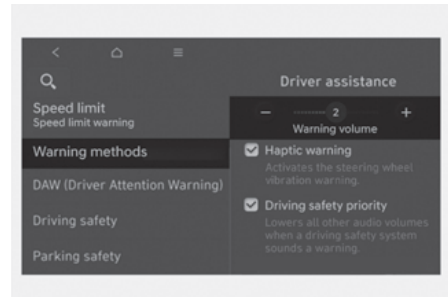 Driver assistance
Speed limit
Speed limit warning
Warning methods
DAW (Driver Attention Warning)
Driving safety
Parking safety
− 2 +
Warning volume
Haptic warning
Activates the steering wheel
vibration warning.
Driving safety priority
Lowers all other audio volumes
when a driving safety system
sounds a warning.